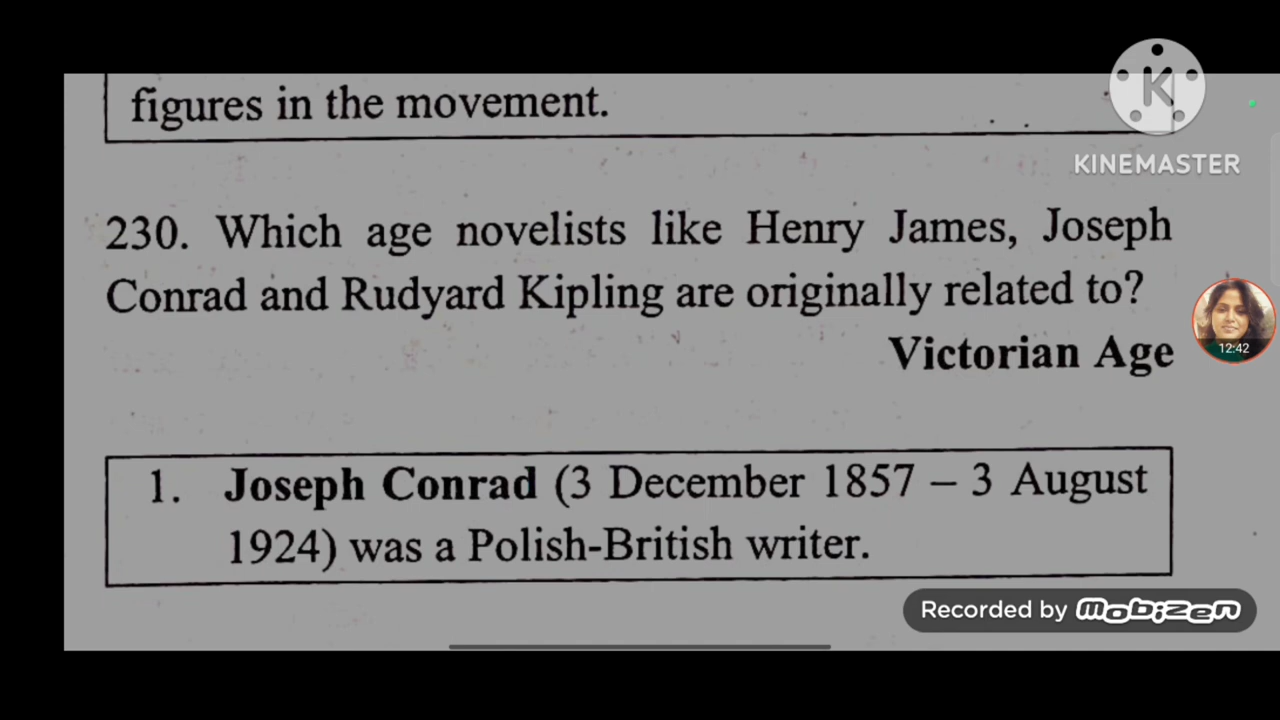 figures in the movement.
KINEMASTER
230. Which age novelists like Henry James, Joseph
Conrad and Rudyard Kipling are originally related to?
Victorian Age
12:42
1. Joseph Conrad (3 December 1857 – 3 August
1924) was a Polish-British writer.
Recorded by mobizen